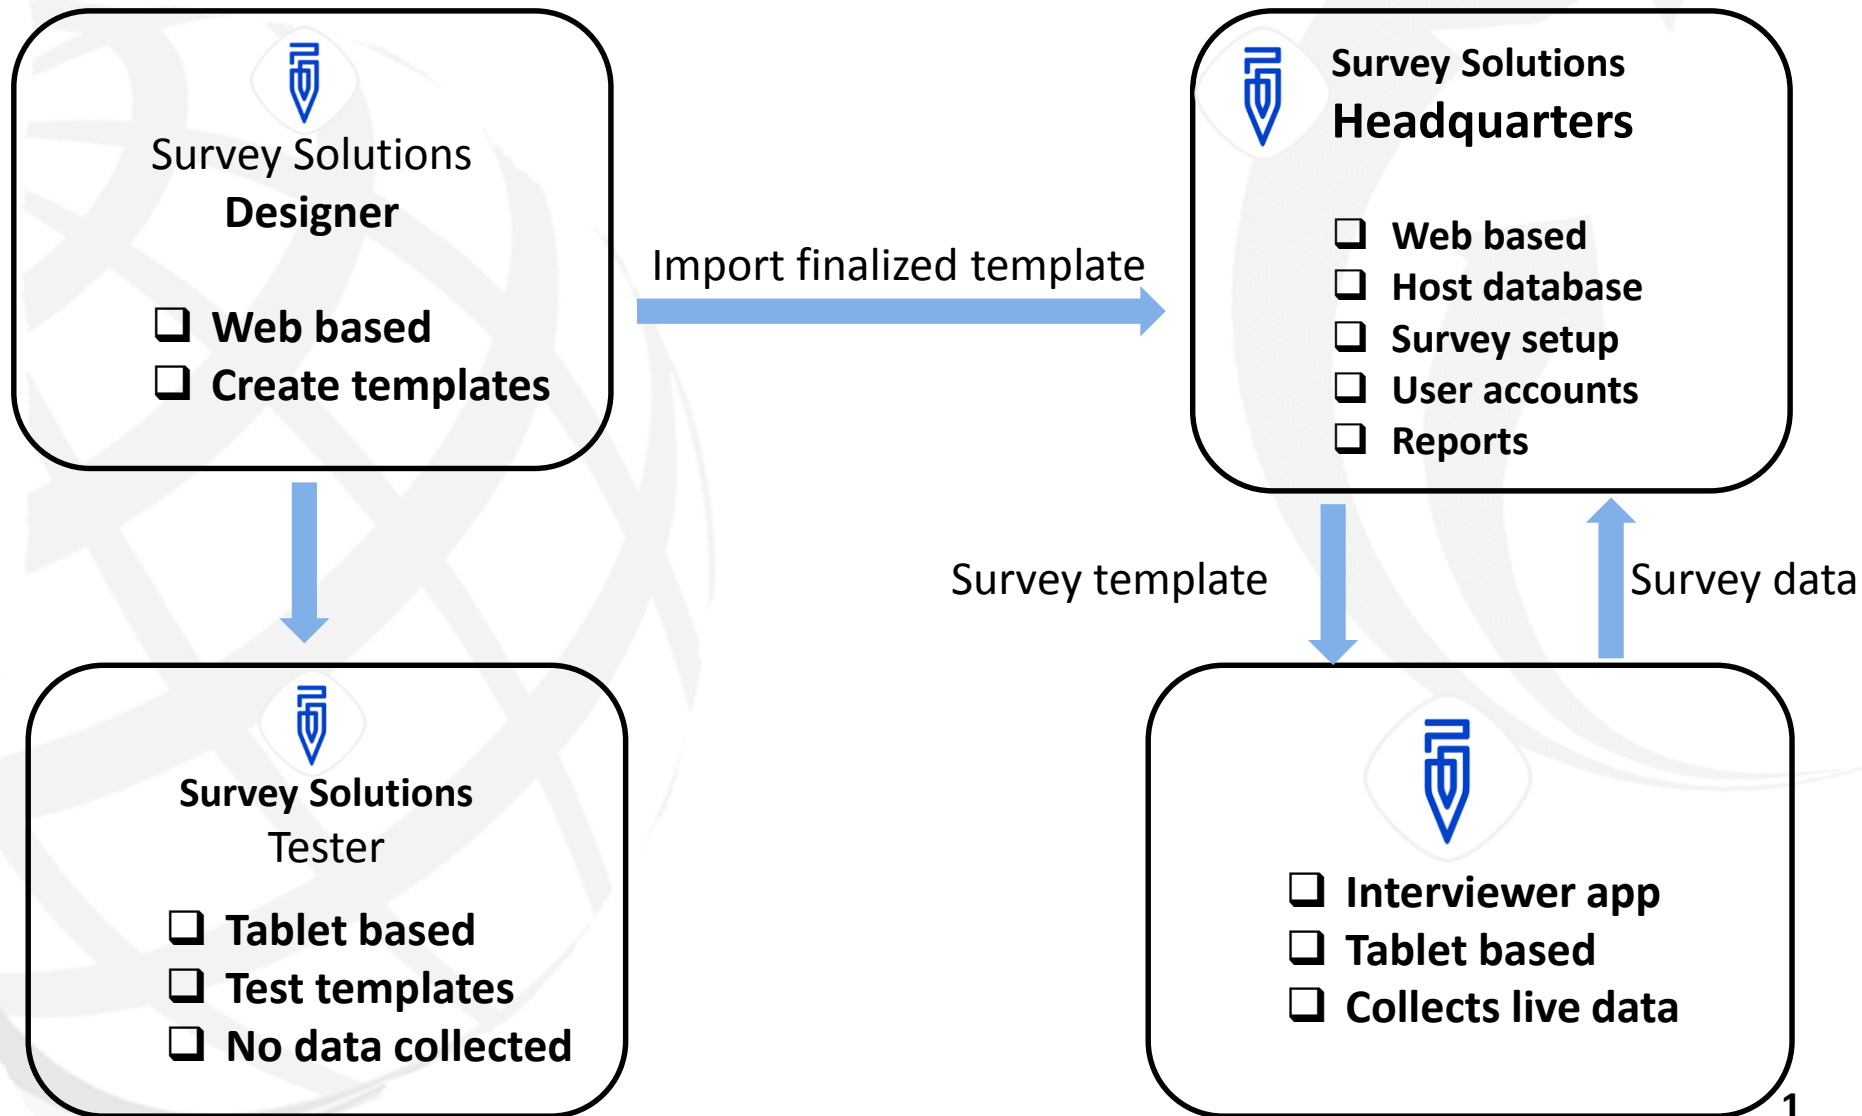 Survey Solutions
Designer
Web based
Create templates
Import finalized template
Survey Solutions
Headquarters
Web based
Host database
Survey setup
User accounts
Reports
Survey template
Survey data
Survey Solutions
Tester
Tablet based
Test templates
No data collected
Interviewer app
Tablet based
Collects live data
1